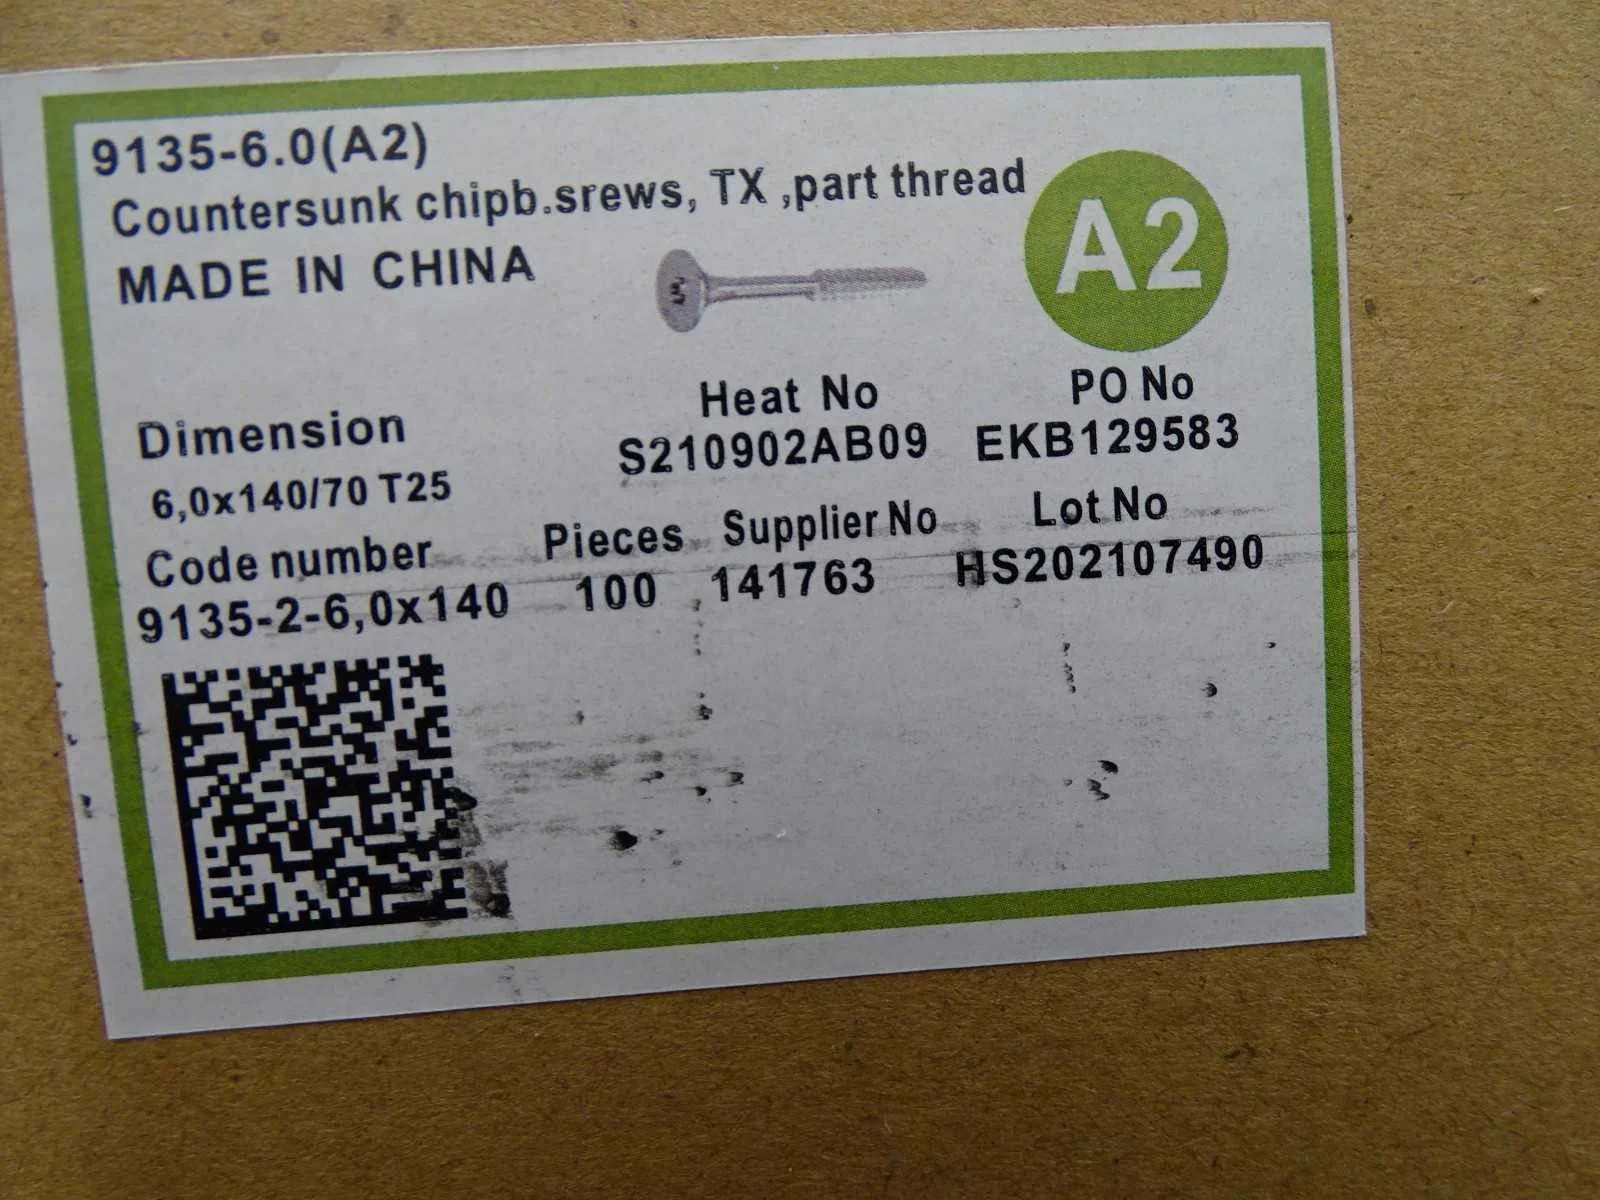 9135-6.0(A2)
Countersunk chipb.srews, TX ,part thread
MADE IN CHINA
A2
Heat No
PO No
Dimension
S210902AB09
EKB129583
6,0x140/70 T25
Code number
Pieces
Supplier No
Lot No
9135-2-6,0x140
100
141763
HS202107490